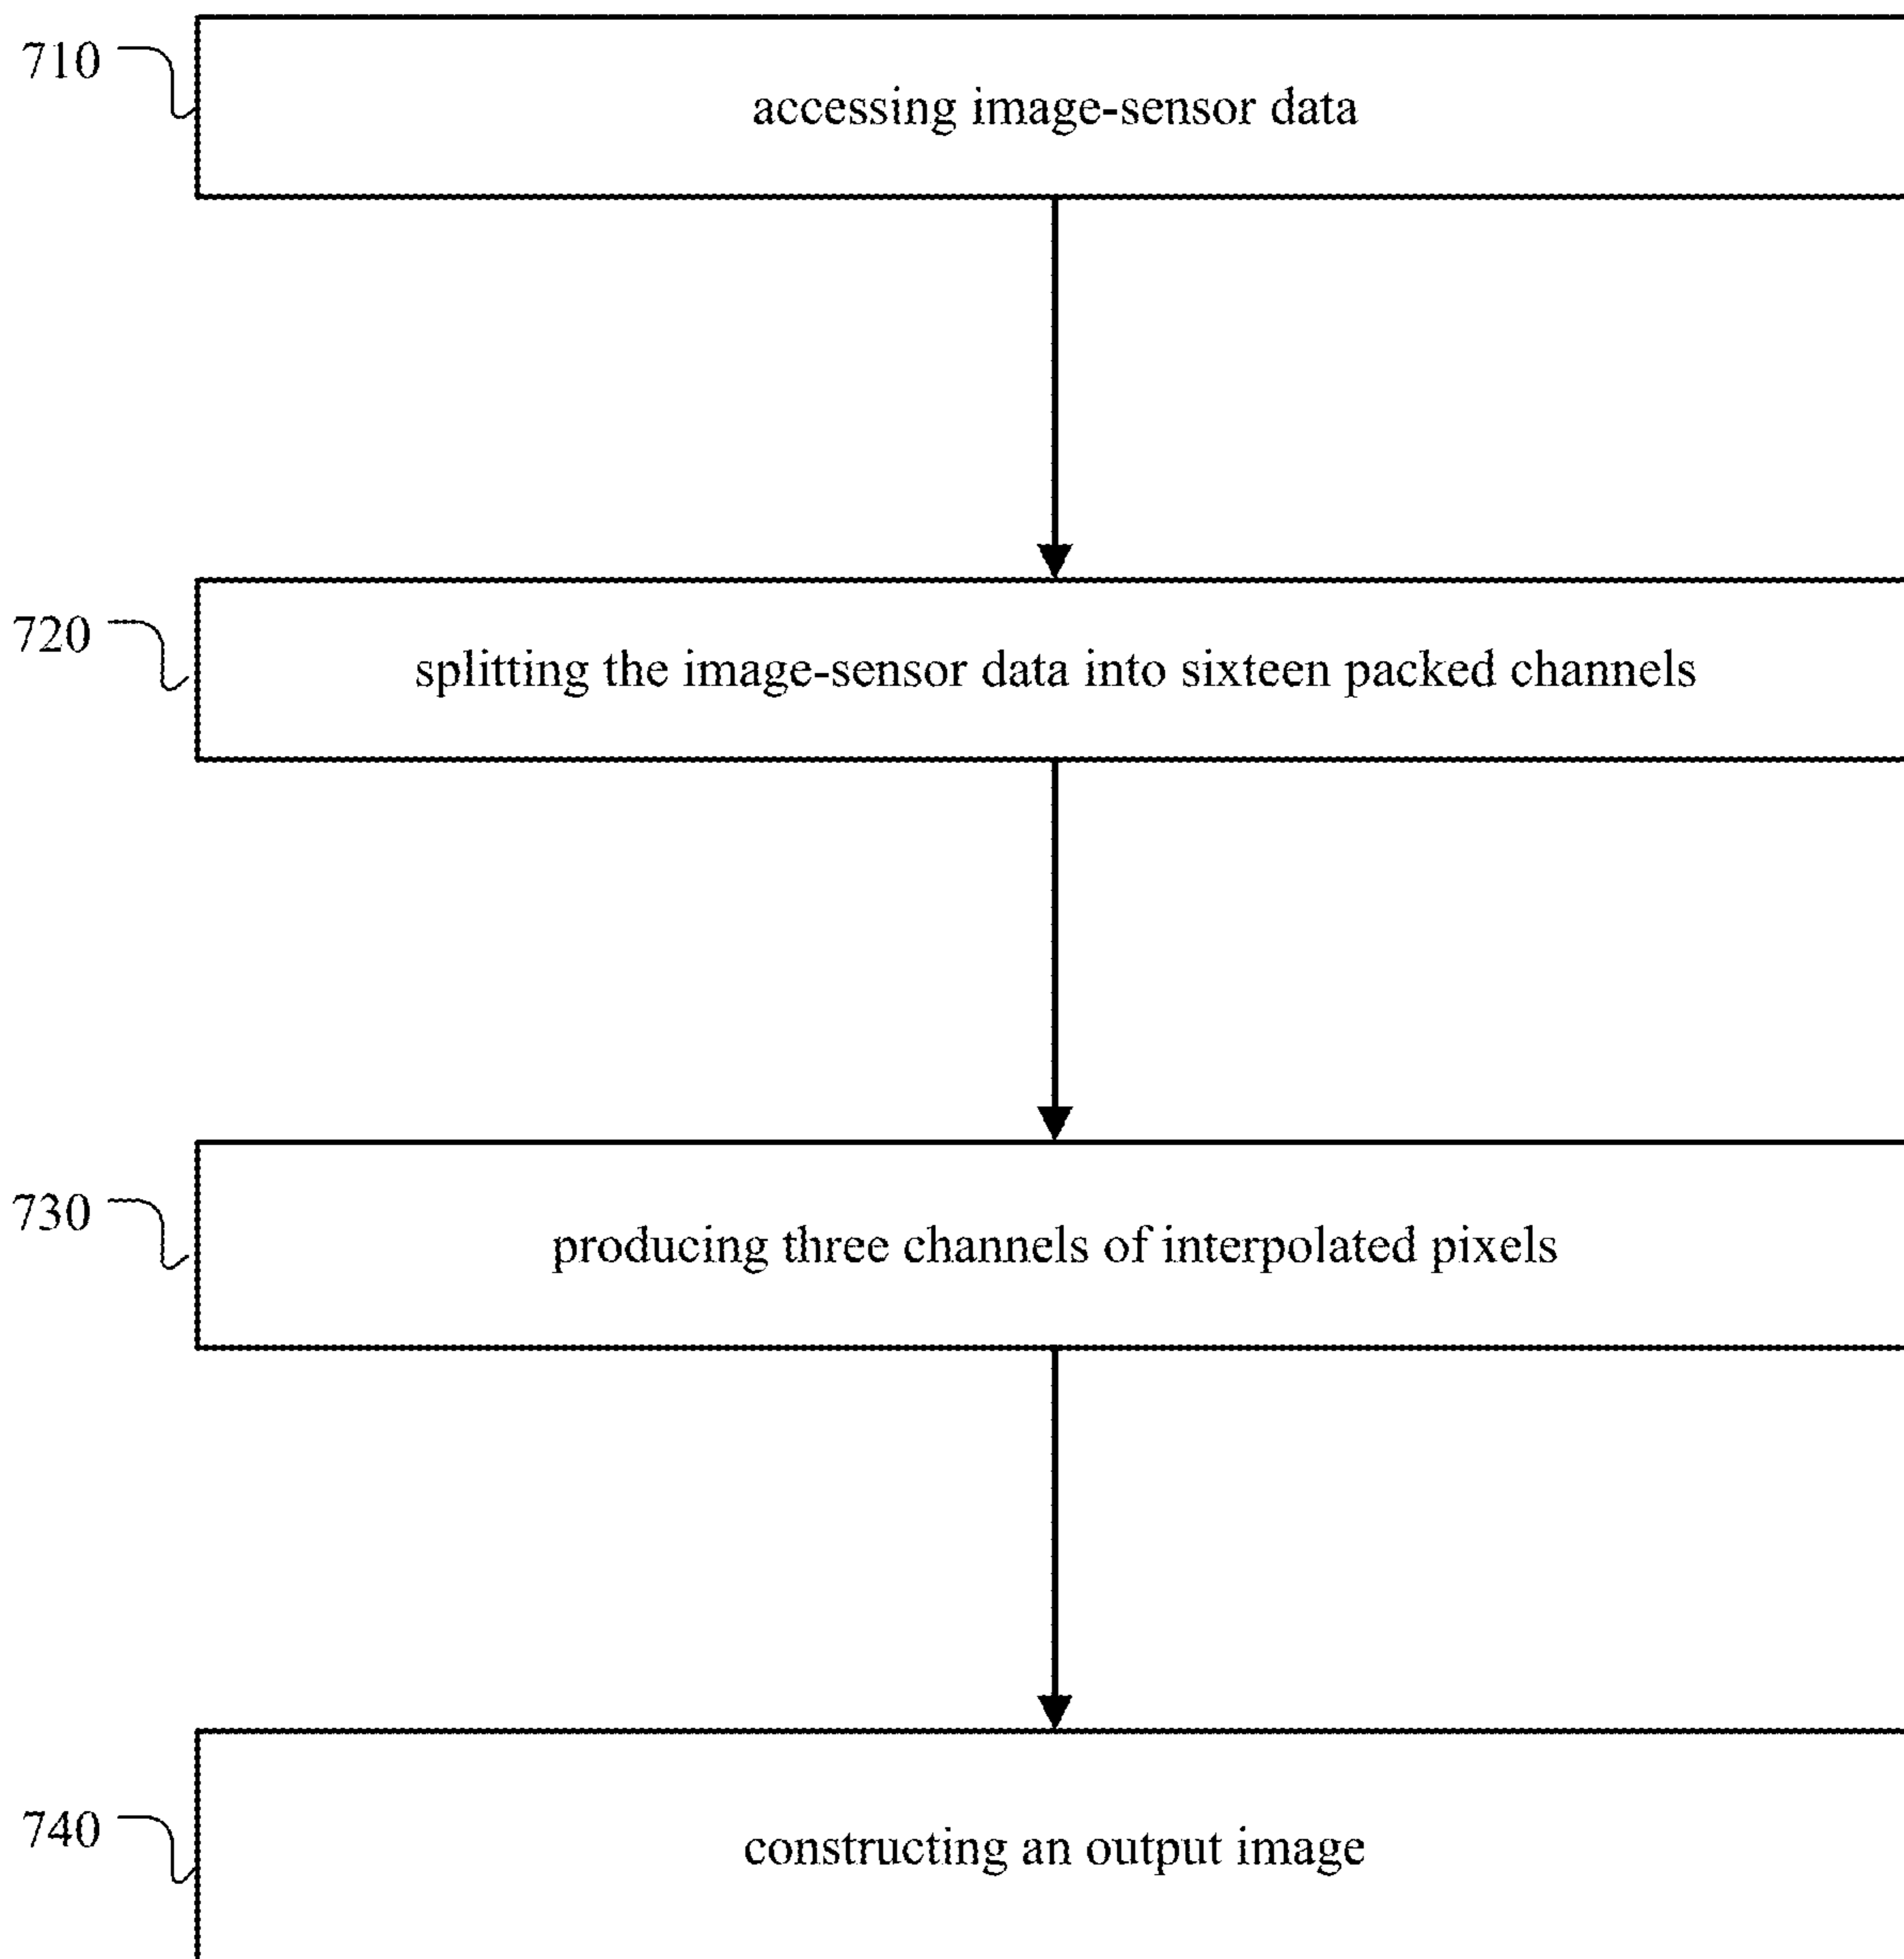 710
accessing image-sensor data
720
splitting the image-sensor data into sixteen packed channels
730
producing three channels of interpolated pixels
740
constructing an output image